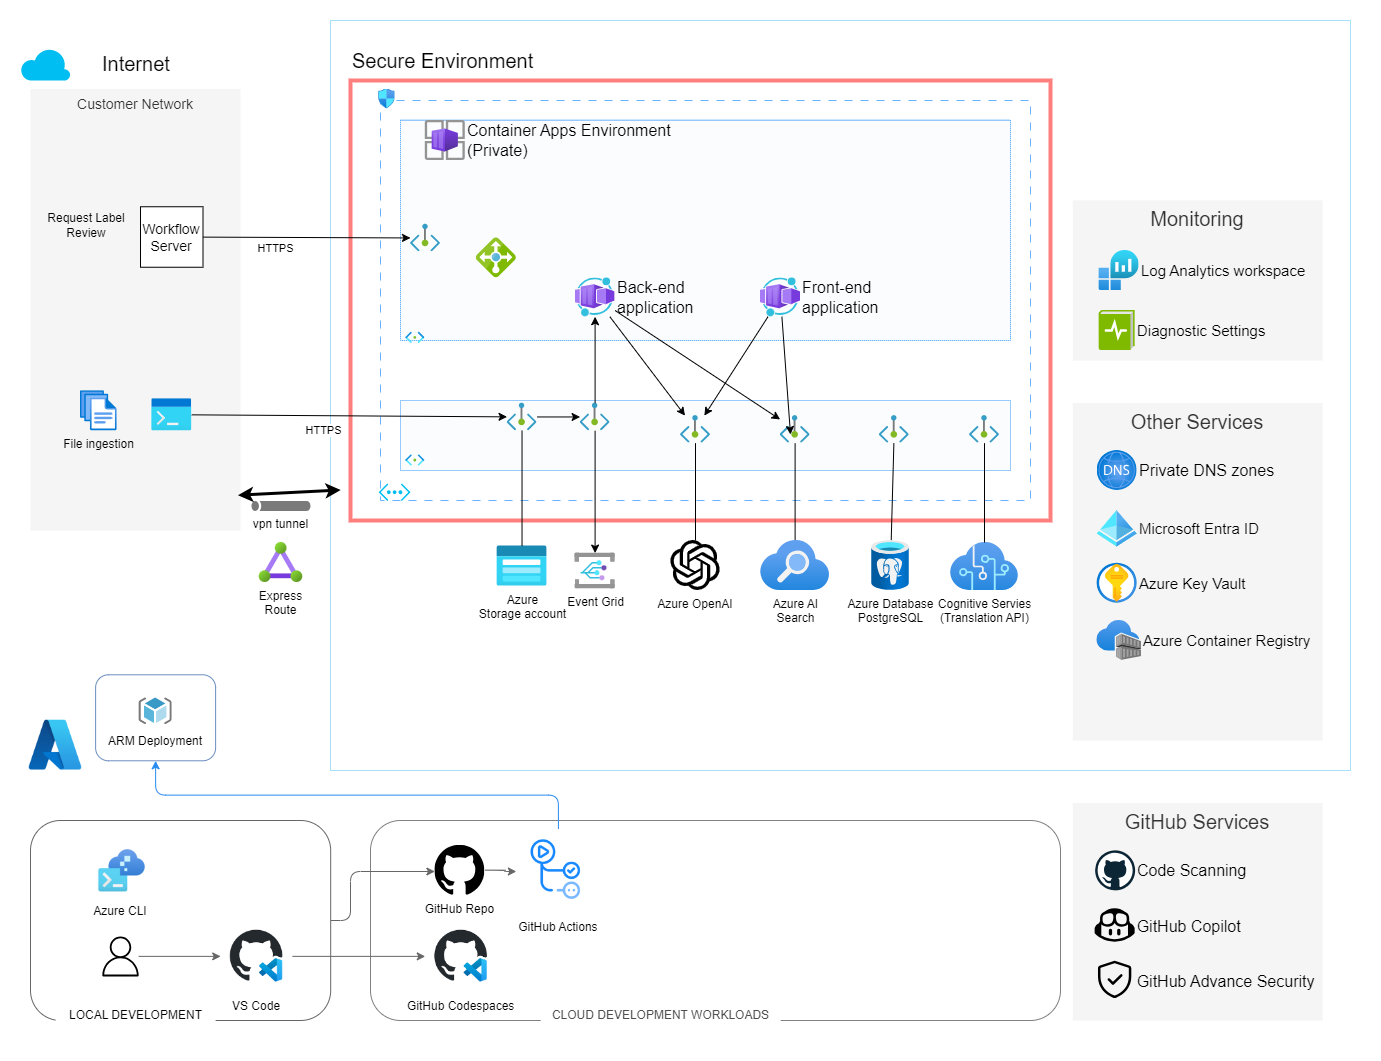 Internet
Customer Network
Request Label
Review
Workflow
Server
HTTPS
File ingestion
HTTPS
vpn tunnel
Express
Route
Secure Environment
Container Apps Environment
(Private)
Back-end
application
Front-end
application
Azure
Storage account
Event Grid
Azure OpenAI
Azure AI
Search
Azure Database
PostgreSQL
Cognitive Servies
(Translation API)
Monitoring
Log Analytics workspace
Diagnostic Settings
Other Services
DNS
Private DNS zones
Microsoft Entra ID
Azure Key Vault
Azure Container Registry
ARM Deployment
Azure CLI
VS Code
LOCAL DEVELOPMENT
GitHub Repo
GitHub Actions
GitHub Codespaces
CLOUD DEVELOPMENT WORKLOADS
GitHub Services
Code Scanning
GitHub Copilot
GitHub Advance Security